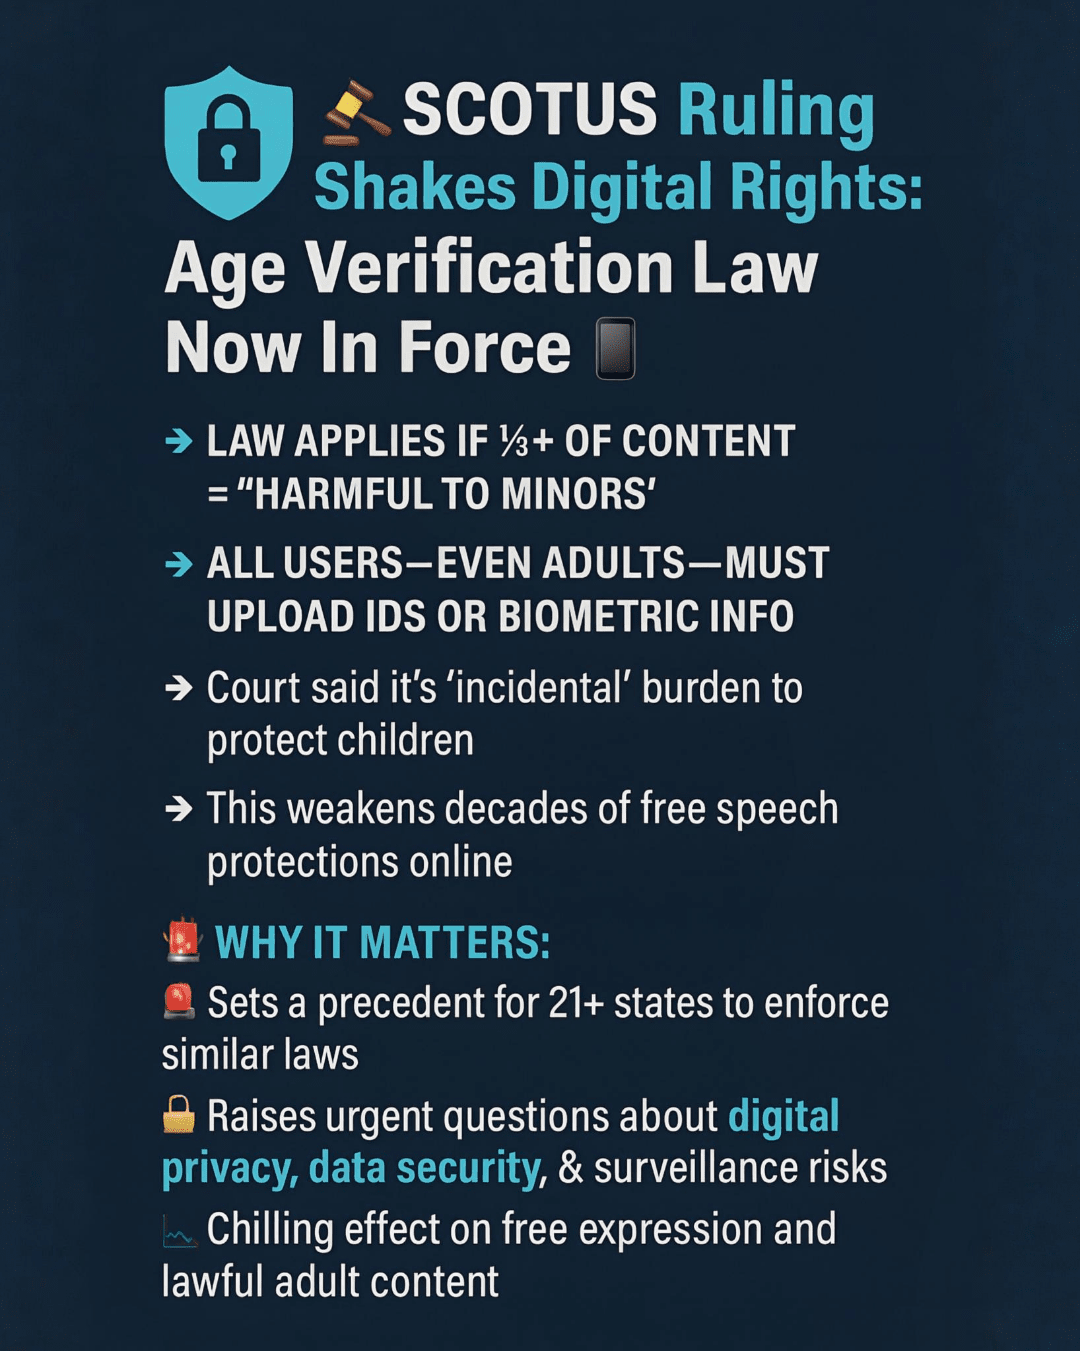 SCOTUS Ruling
Shakes Digital Rights:
Age Verification Law
Now In Force
→ LAW APPLIES IF ⅓+ OF CONTENT
= "HARMFUL TO MINORS'
→ ALL USERS—EVEN ADULTS—MUST
UPLOAD IDS OR BIOMETRIC INFO
→ Court said it's 'incidental' burden to
protect children
→ This weakens decades of free speech
protections online
WHY IT MATTERS:
Sets a precedent for 21+ states to enforce
similar laws
Raises urgent questions about digital
privacy, data security, & surveillance risks
Chilling effect on free expression and
lawful adult content